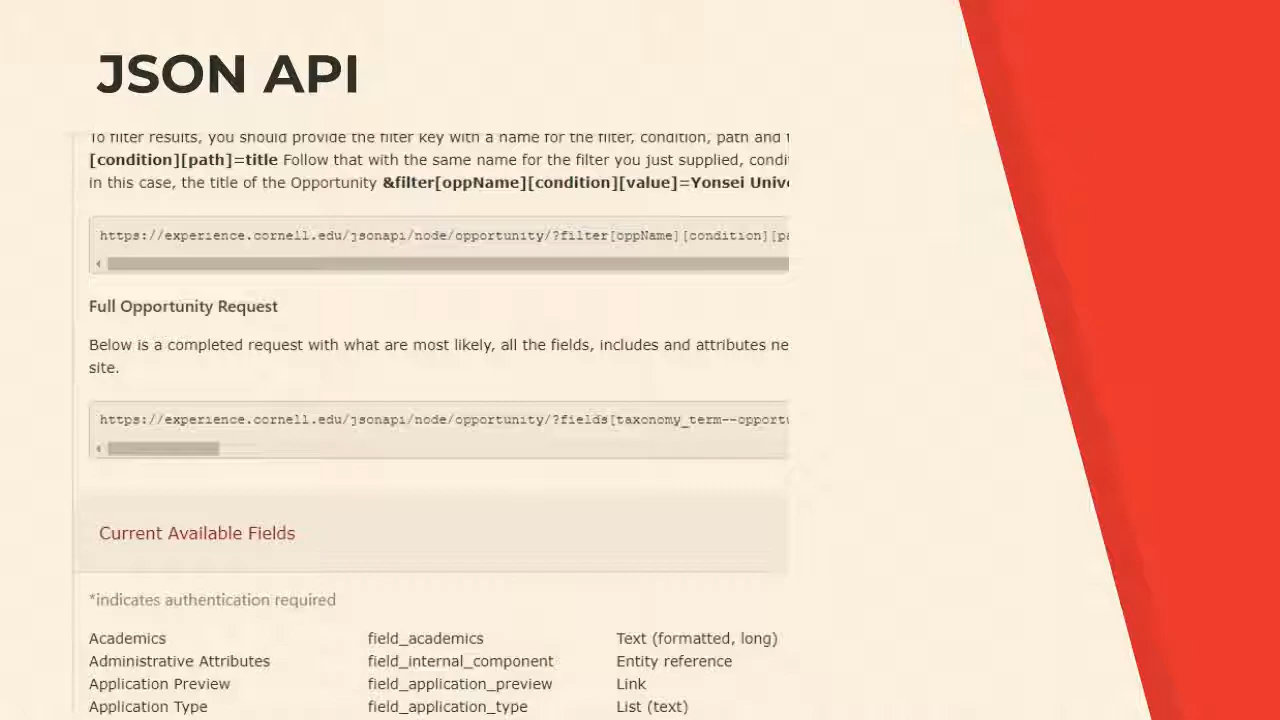 JSON API
To filter results, you should provide the filter key with a name for the filter, condition, path and
[condition][path]=title Follow that with the same name for the filter you just supplied, condi
in this case, the title of the Opportunity &filter[oppName][condition][value]=Yonsei Unive
https://experience.cornell.edu/jsonapi/node/opportunity/?filter[oppName][condition][pa
Full Opportunity Request
Below is a completed request with what are most likely, all the fields, includes and attributes ne
site.
https://experience.cornell.edu/jsonapi/node/opportunity/?fields[taxonomy_term--opportu
Current Available Fields
*indicates authentication required
Academics field_academics Text (formatted, long)
Administrative Attributes field_internal_component Entity reference
Application Preview field_application_preview Link
Application Type field_application_type List (text)